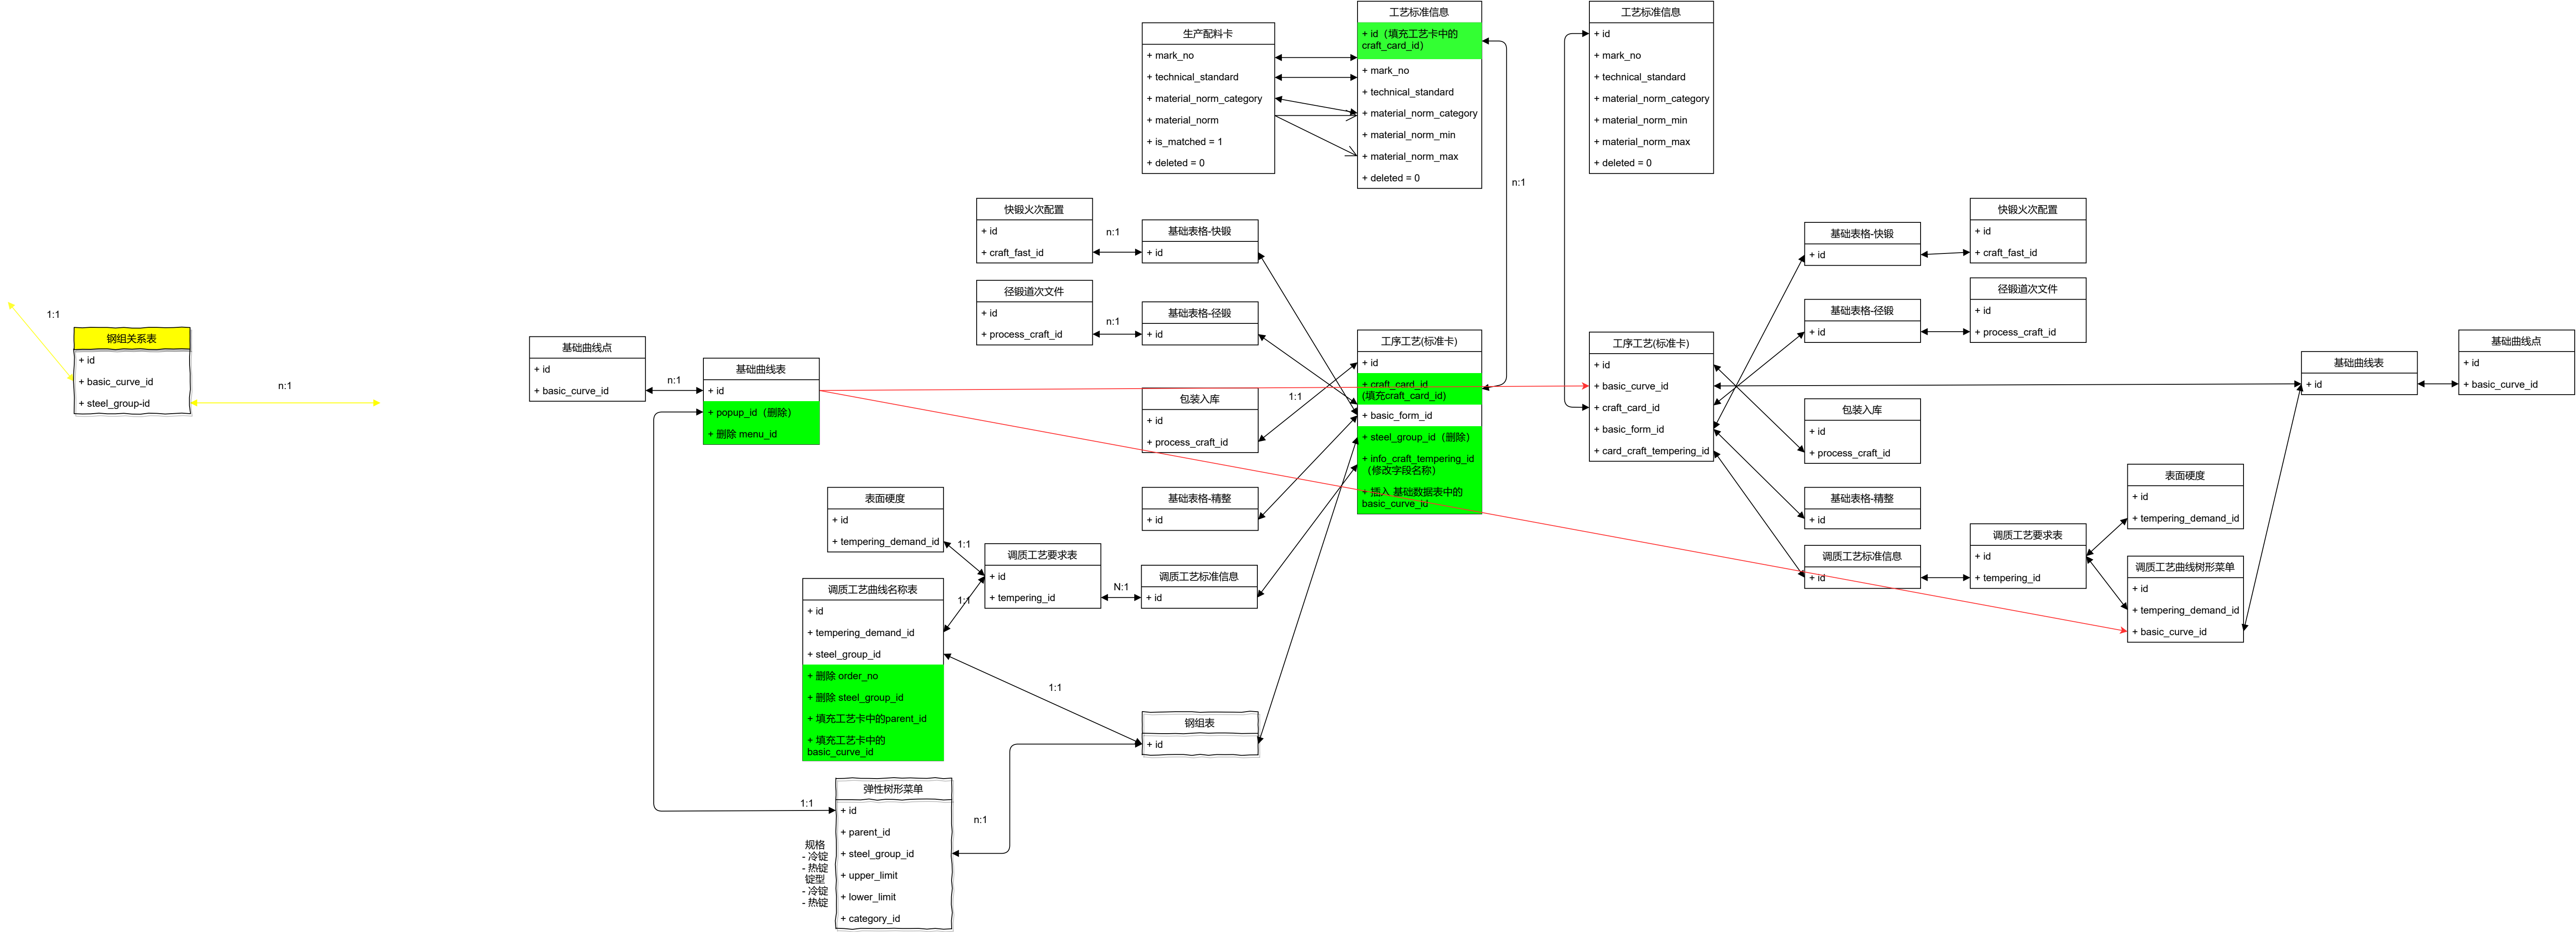 1:1
钢组关系表
+ id
+ basic_curve_id
+ steel_group-id
n:1
基础曲线点
+ id
+ basic_curve_id
n:1
基础曲线表
+ id
+ popup_id（删除）
+ 删除 menu_id
生产配料卡
+ mark_no
+ technical_standard
+ material_norm_category
+ material_norm
+ is_matched = 1
+ deleted = 0
工艺标准信息
+ id（填充工艺卡中的
craft_card_id）
+ mark_no
+ technical_standard
+ material_norm_category
+ material_norm_min
+ material_norm_max
+ deleted = 0
n:1
工艺标准信息
+ id
+ mark_no
+ technical_standard
+ material_norm_category
+ material_norm_min
+ material_norm_max
+ deleted = 0
快锻火次配置
+ id
+ craft_fast_id
n:1
基础表格-快锻
+ id
径锻道次文件
+ id
+ process_craft_id
n:1
基础表格-径锻
+ id
包装入库
+ id
+ process_craft_id
1:1
基础表格-精整
+ id
工序工艺(标准卡)
+ id
+ craft_card_id
(填充craft_card_id)
+ basic_form_id
+ steel_group_id（删除）
+ info_craft_tempering_id
（修改字段名称）
+ 插入 基础数据表中的
basic_curve_id
表面硬度
+ id
+ tempering_demand_id
1:1
调质工艺要求表
+ id
+ tempering_id
N:1
调质工艺标准信息
+ id
调质工艺曲线名称表
+ id
+ tempering_demand_id
+ steel_group_id
+ 删除 order_no
+ 删除 steel_group_id
+ 填充工艺卡中的parent_id
+ 填充工艺卡中的
basic_curve_id
1:1
1:1
钢组表
+ id
弹性树形菜单
+ id
+ parent_id
+ steel_group_id
+ upper_limit
+ lower_limit
+ category_id
1:1
n:1
规格
- 冷锭
- 热锭
锭型
- 冷锭
- 热锭
工序工艺(标准卡)
+ id
+ basic_curve_id
+ craft_card_id
+ basic_form_id
+ card_craft_tempering_id
基础表格-快锻
+ id
快锻火次配置
+ id
+ craft_fast_id
基础表格-径锻
+ id
径锻道次文件
+ id
+ process_craft_id
包装入库
+ id
+ process_craft_id
基础表格-精整
+ id
调质工艺标准信息
+ id
调质工艺要求表
+ id
+ tempering_id
表面硬度
+ id
+ tempering_demand_id
调质工艺曲线树形菜单
+ id
+ tempering_demand_id
+ basic_curve_id
基础曲线表
+ id
基础曲线点
+ id
+ basic_curve_id